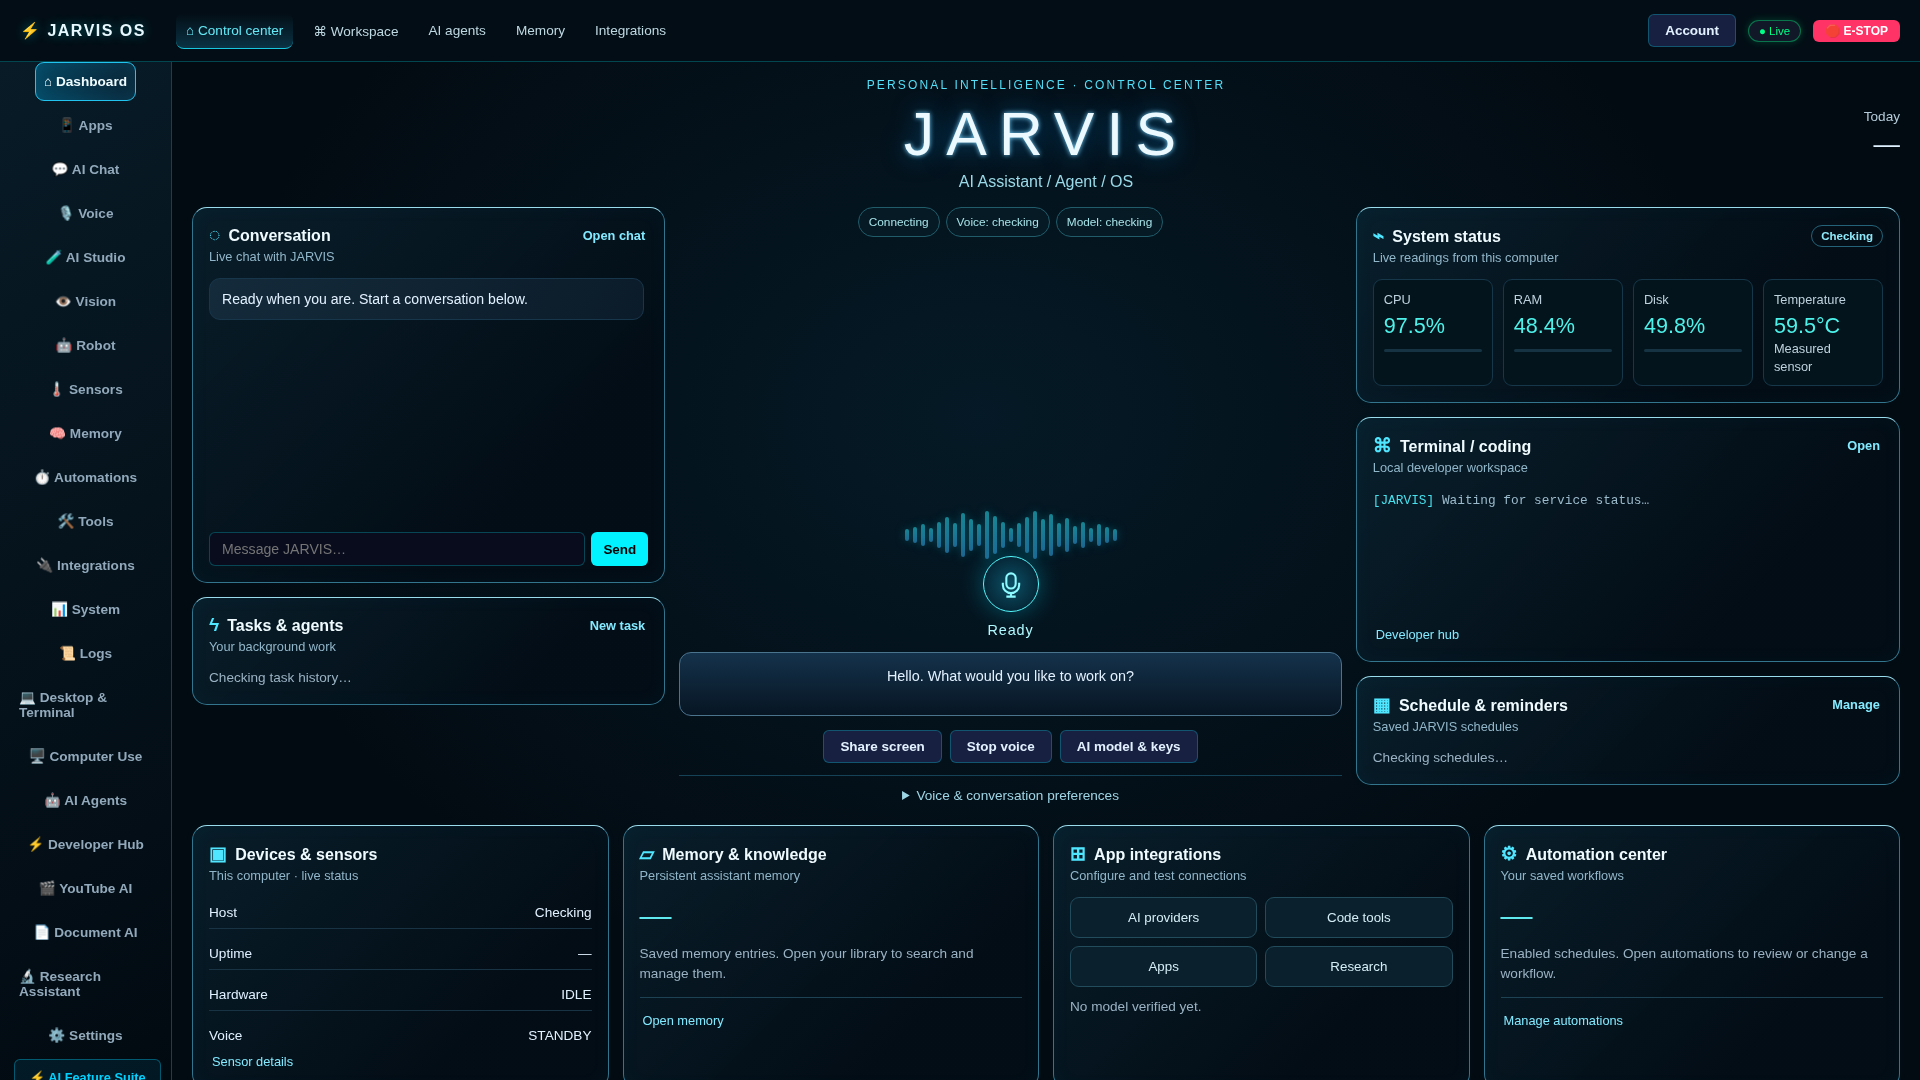 ⚡ JARVIS OS
⌂ Control center
⌘ Workspace
AI agents
Memory
Integrations
Account
● Live
🛑 E-STOP
⌂ Dashboard
📱 Apps
💬 AI Chat
🎙️ Voice
🧪 AI Studio
👁️ Vision
🤖 Robot
🌡️ Sensors
🧠 Memory
⏱️ Automations
🛠️ Tools
🔌 Integrations
📊 System
📜 Logs
💻 Desktop &
Terminal
🖥️ Computer Use
🤖 AI Agents
⚡ Developer Hub
🎬 YouTube AI
📄 Document AI
🔬 Research
Assistant
⚙️ Settings
⚡ AI Feature Suite
PERSONAL INTELLIGENCE · CONTROL CENTER
JARVIS
AI Assistant / Agent / OS
Today
—
Conversation
Open chat
Live chat with JARVIS
Ready when you are. Start a conversation below.
Message JARVIS…
Send
Tasks & agents
New task
Your background work
Checking task history…
Connecting
Voice: checking
Model: checking
Ready
Hello. What would you like to work on?
Share screen
Stop voice
AI model & keys
▶ Voice & conversation preferences
System status
Checking
Live readings from this computer
CPU
97.5%
RAM
48.4%
Disk
49.8%
Temperature
59.5°C
Measured
sensor
⌘ Terminal / coding
Open
Local developer workspace
[JARVIS] Waiting for service status…
Developer hub
▦ Schedule & reminders
Manage
Saved JARVIS schedules
Checking schedules…
▣ Devices & sensors
This computer · live status
Host
Checking
Uptime
—
Hardware
IDLE
Voice
STANDBY
Sensor details
▱ Memory & knowledge
Persistent assistant memory
—
Saved memory entries. Open your library to search and
manage them.
Open memory
⊞ App integrations
Configure and test connections
AI providers
Code tools
Apps
Research
No model verified yet.
⚙ Automation center
Your saved workflows
—
Enabled schedules. Open automations to review or change a
workflow.
Manage automations